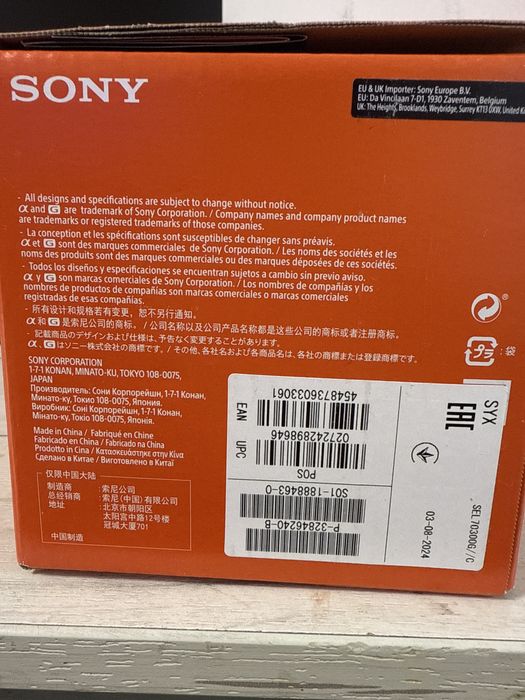 SONY
EU & UK Importer: Sony Europe B.V.
EU: Da Vincilaan 7-D1, 1930 Zaventem, Belgium
UK: The Heights, Brooklands, Weybridge, Surrey KT13 0XW, United
- All designs and specifications are subject to change without notice.
α and G are trademark of Sony Corporation. / Company names and company product names
are trademarks or registered trademarks of those companies.
- La conception et les spécifications sont susceptibles de changer sans préavis.
α et G sont des marques commerciales de Sony Corporation. / Les noms des sociétés et les
noms des produits sont des marques commerciales ou des marques déposées de ces sociétés.
- Todos los diseños y especificaciones se encuentran sujetos a cambio sin previo aviso.
α y G son marcas comerciales de Sony Corporation. / Los nombres de compañías y los
nombres de productos de compañías son marcas comerciales o marcas comerciales
registradas de esas compañías.
- 所有设计和规格若有变更，恕不另行通知。
α和G是索尼公司的商标。/ 公司名称以及公司产品名称都是这些公司的商标或者注册商标。
- 記載商品のデザインおよび仕様は、予告なく変更することがあります。
α、Gはソニー株式会社の商標です。/ その他、各社名および各商品名は、各社の商標または登録商標です。
SONY CORPORATION
1-7-1 KONAN, MINATO-KU, TOKYO 108-0075,
JAPAN
Производитель: Сони Корпорейшн, 1-7-1 Конан,
Минато-ку, Токио 108-0075, Япония.
Виробник: Соні Корпорейшн, 1-7-1 Конан,
Мінато-ку, Токіо 108-0075, Японія.
Made in China / Fabriqué en Chine
Fabricado en China / Fabricado na China
Prodotto in Cina / Κατασκευάστηκε στην Κίνα
Сделано в Китае / Виготовлено в Китаї
仅限中国大陆
制造商 : 索尼公司
总经销商 : 索尼(中国)有限公司
地址 : 北京市朝阳区
太阳宫中路12号楼
冠城大厦701
中国制造
: 袋
プラ
4548736033061
EAN
027242898646
UPC
POS
S01-1888463-0
P-32846240-B
SYX
EAC
SEL70300G//C
03-08-2024